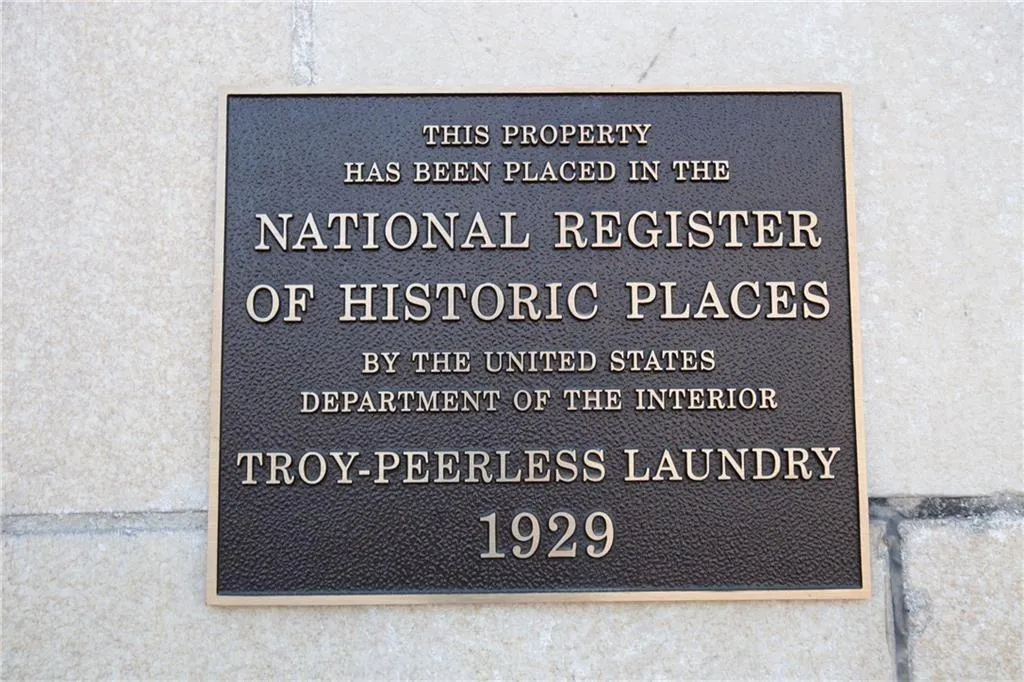 THIS PROPERTY
HAS BEEN PLACED IN THE
NATIONAL REGISTER
OF HISTORIC PLACES
BY THE UNITED STATES
DEPARTMENT OF THE INTERIOR
TROY-PEERLESS LAUNDRY
1929